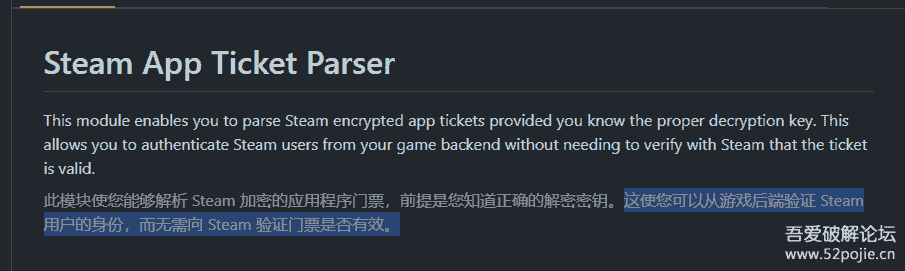 Steam App Ticket Parser
This module enables you to parse Steam encrypted app tickets provided you know the proper decryption key. This
allows you to authenticate Steam users from your game backend without needing to verify with Steam that the ticket
is valid.
此模块使您能够解析 Steam 加密的应用程序门票，前提是您知道正确的解密密钥。这使您可以从游戏后端验证 Steam
用户的身份，而无需向 Steam 验证门票是否有效。
吾爱破解论坛
www.52pojie.cn